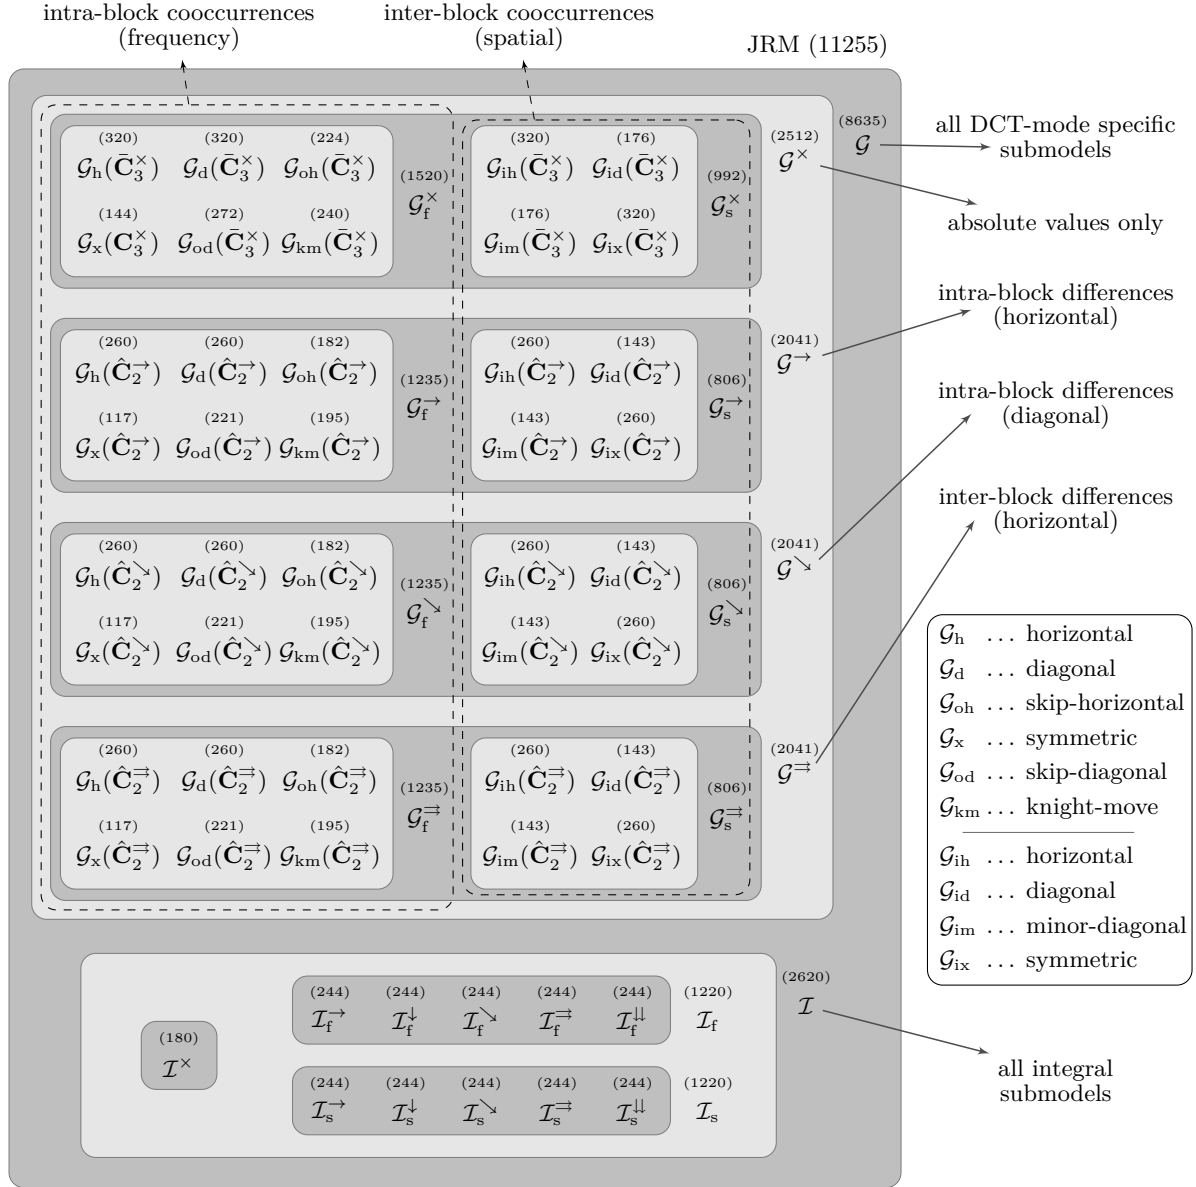 intra-block cooccurrences
(frequency)
inter-block cooccurrences
(spatial)
JRM (11255)
(320) (320) (224)
𝒢h(C̄3×) 𝒢d(C̄3×) 𝒢oh(C̄3×)
(144) (272) (240)
𝒢x(C3×) 𝒢od(C̄3×) 𝒢km(C̄3×)
(1520)
𝒢f×
(320) (176)
𝒢ih(C̄3×) 𝒢id(C̄3×)
(176) (320)
𝒢im(C̄3×) 𝒢ix(C̄3×)
(992)
𝒢s×
(2512)
𝒢×
(8635)
𝒢
all DCT-mode specific
submodels
absolute values only
(260) (260) (182)
𝒢h(Ĉ2→) 𝒢d(Ĉ2→) 𝒢oh(Ĉ2→)
(117) (221) (195)
𝒢x(Ĉ2→) 𝒢od(Ĉ2→) 𝒢km(Ĉ2→)
(1235)
𝒢f→
(260) (143)
𝒢ih(Ĉ2→) 𝒢id(Ĉ2→)
(143) (260)
𝒢im(Ĉ2→) 𝒢ix(Ĉ2→)
(806)
𝒢s→
(2041)
𝒢→
intra-block differences
(horizontal)
(260) (260) (182)
𝒢h(Ĉ2↘) 𝒢d(Ĉ2↘) 𝒢oh(Ĉ2↘)
(117) (221) (195)
𝒢x(Ĉ2↘) 𝒢od(Ĉ2↘) 𝒢km(Ĉ2↘)
(1235)
𝒢f↘
(260) (143)
𝒢ih(Ĉ2↘) 𝒢id(Ĉ2↘)
(143) (260)
𝒢im(Ĉ2↘) 𝒢ix(Ĉ2↘)
(806)
𝒢s↘
(2041)
𝒢↘
intra-block differences
(diagonal)
(260) (260) (182)
𝒢h(Ĉ2⇉) 𝒢d(Ĉ2⇉) 𝒢oh(Ĉ2⇉)
(117) (221) (195)
𝒢x(Ĉ2⇉) 𝒢od(Ĉ2⇉) 𝒢km(Ĉ2⇉)
(1235)
𝒢f⇉
(260) (143)
𝒢ih(Ĉ2⇉) 𝒢id(Ĉ2⇉)
(143) (260)
𝒢im(Ĉ2⇉) 𝒢ix(Ĉ2⇉)
(806)
𝒢s⇉
(2041)
𝒢⇉
inter-block differences
(horizontal)
𝒢h ... horizontal
𝒢d ... diagonal
𝒢oh ... skip-horizontal
𝒢x ... symmetric
𝒢od ... skip-diagonal
𝒢km ... knight-move
𝒢ih ... horizontal
𝒢id ... diagonal
𝒢im ... minor-diagonal
𝒢ix ... symmetric
(180)
ℐ×
(244) (244) (244) (244) (244) (1220)
ℐf→ ℐf↓ ℐf↘ ℐf⇉ ℐf⇊ ℐf
(244) (244) (244) (244) (244) (1220)
ℐs→ ℐs↓ ℐs↘ ℐs⇉ ℐs⇊ ℐs
(2620)
ℐ
all integral
submodels